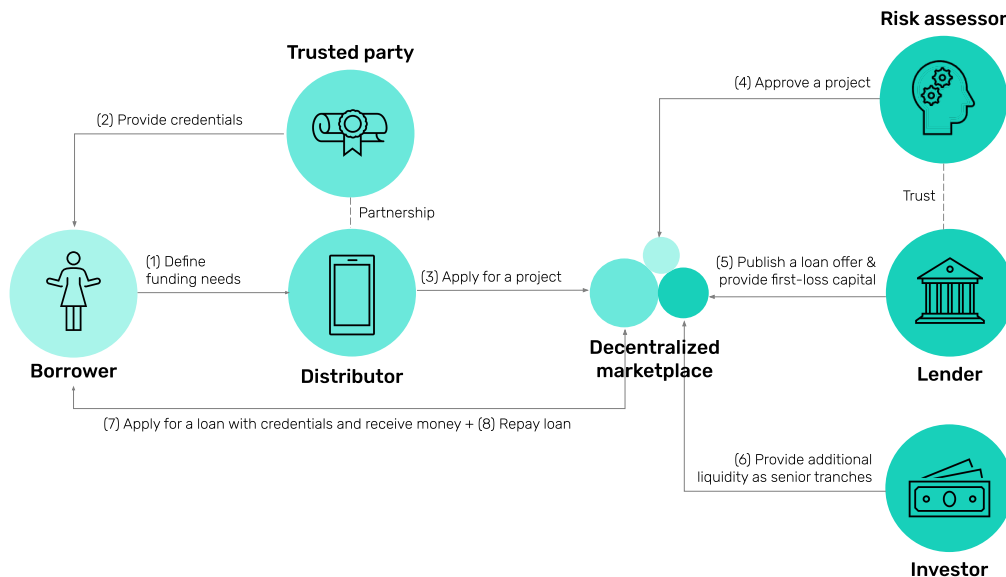 Risk assessor
Trusted party
(4) Approve a project
(2) Provide credentials
Trust
Partnership
(1) Define
funding needs
(3) Apply for a project
(5) Publish a loan offer &
provide first-loss capital
Decentralized
marketplace
Borrower
Distributor
Lender
(7) Apply for a loan with credentials and receive money + (8) Repay loan
(6) Provide additional
liquidity as senior tranches
Investor